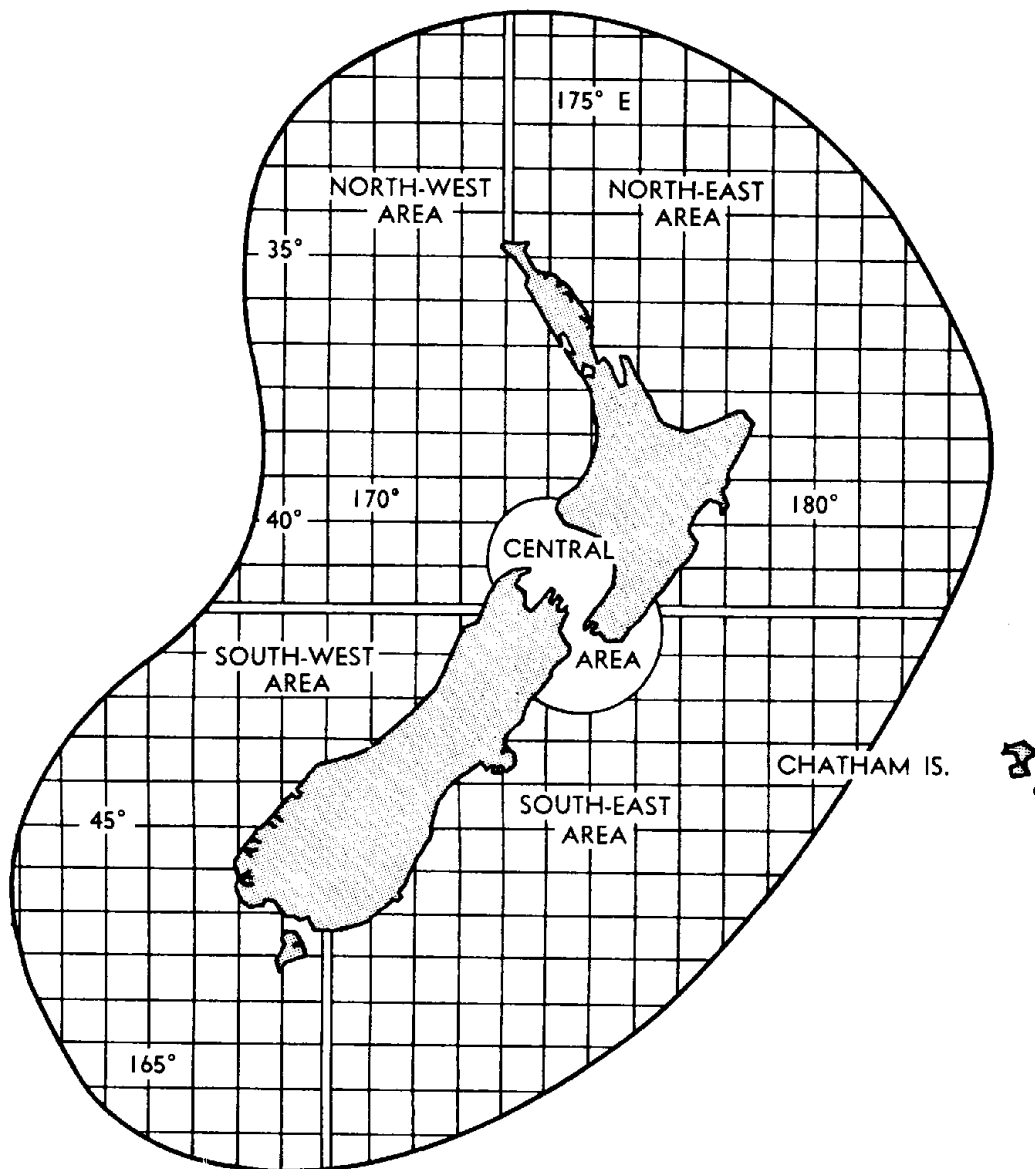 175° E
NORTH-WEST
AREA
NORTH-EAST
AREA
35°
170°
180°
40°
CENTRAL
AREA
SOUTH-WEST
AREA
CHATHAM IS.
SOUTH-EAST
AREA
45°
165°